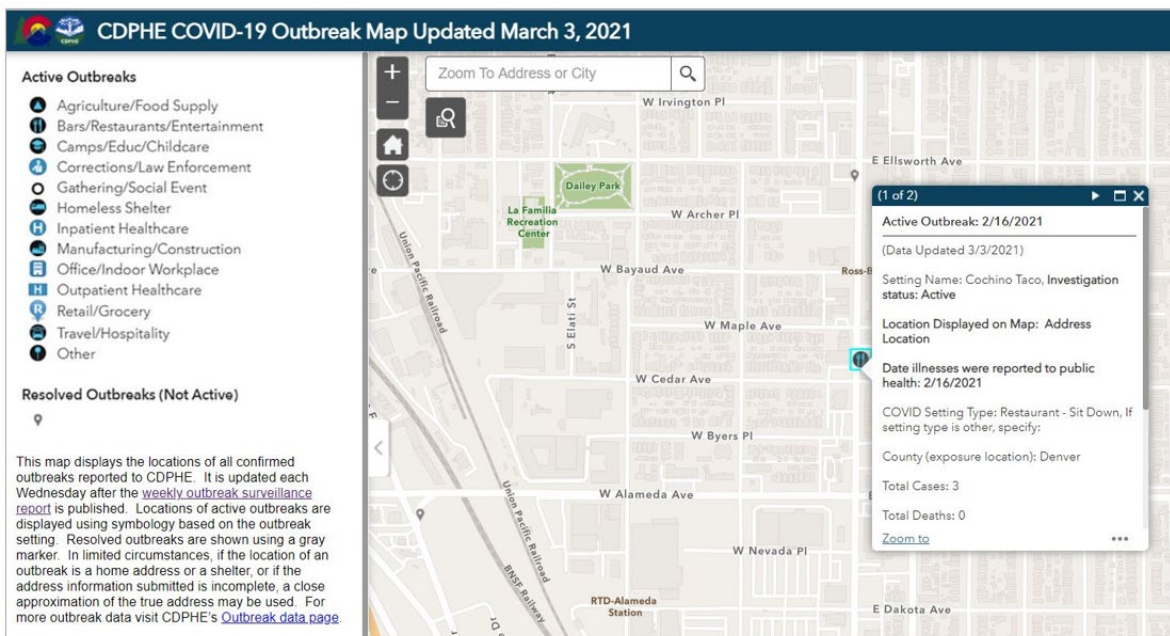 CDPHE COVID-19 Outbreak Map Updated March 3, 2021
Active Outbreaks
Agriculture/Food Supply
Bars/Restaurants/Entertainment
Camps/Educ/Childcare
Corrections/Law Enforcement
Gathering/Social Event
Homeless Shelter
Inpatient Healthcare
Manufacturing/Construction
Office/Indoor Workplace
Outpatient Healthcare
Retail/Grocery
Travel/Hospitality
Other
Resolved Outbreaks (Not Active)
This map displays the locations of all confirmed
outbreaks reported to CDPHE. It is updated each
Wednesday after the weekly outbreak surveillance
report is published. Locations of active outbreaks are
displayed using symbology based on the outbreak
setting. Resolved outbreaks are shown using a gray
marker. In limited circumstances, if the location of an
outbreak is a home address or a shelter, or if the
address information submitted is incomplete, a close
approximation of the true address may be used. For
more outbreak data visit CDPHE's Outbreak data page.
Zoom To Address or City
W Irvington Pl
E Ellsworth Ave
Dailey Park
La Familia
Recreation
Center
W Archer Pl
Union Pacific Railroad
W Bayaud Ave
S Elati St
W Maple Ave
W Cedar Ave
W Byers Pl
W Alameda Ave
Union Pacific Railroad
W Nevada Pl
BNSF Railway
RTD-Alameda
Station
E Dakota Ave
(1 of 2)
Active Outbreak: 2/16/2021
(Data Updated 3/3/2021)
Setting Name: Cochino Taco, Investigation
status: Active
Location Displayed on Map: Address
Location
Date illnesses were reported to public
health: 2/16/2021
COVID Setting Type: Restaurant - Sit Down, If
setting type is other, specify:
County (exposure location): Denver
Total Cases: 3
Total Deaths: 0
Zoom to